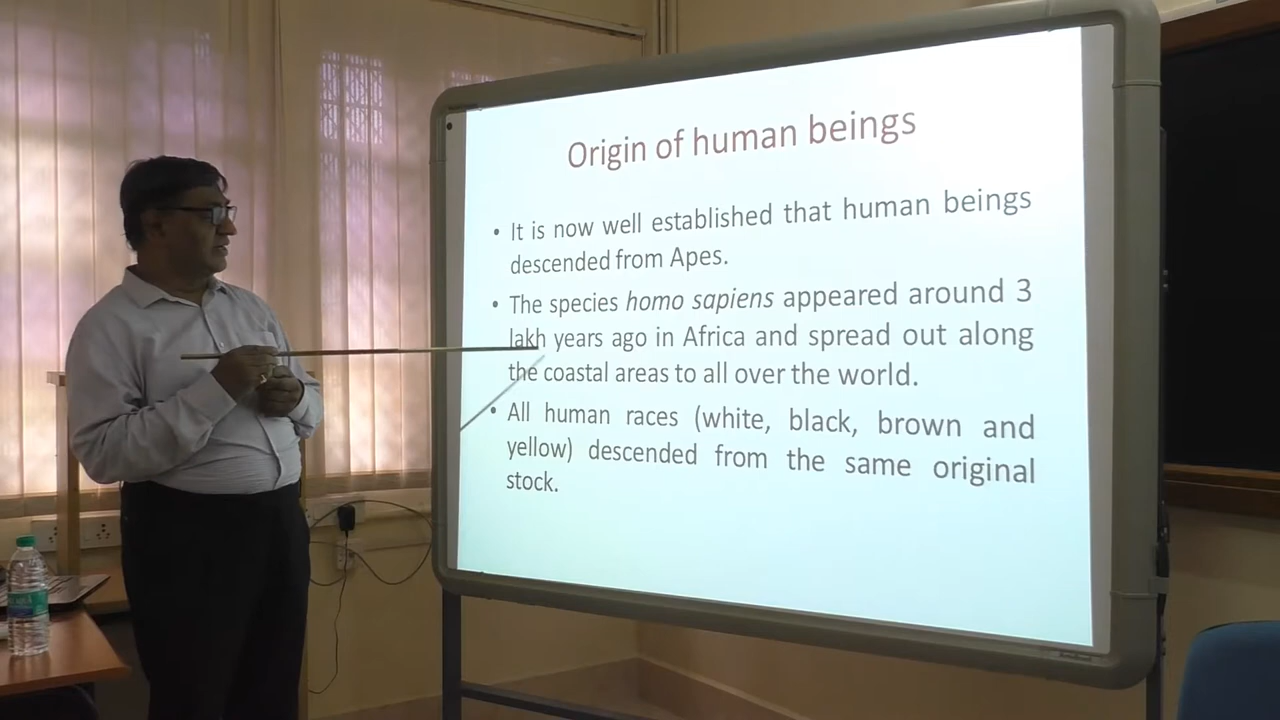 Origin of human beings
• It is now well established that human beings
descended from Apes.
• The species homo sapiens appeared around 3
lakh years ago in Africa and spread out along
the coastal areas to all over the world.
• All human races (white, black, brown and
yellow) descended from the same original
stock.